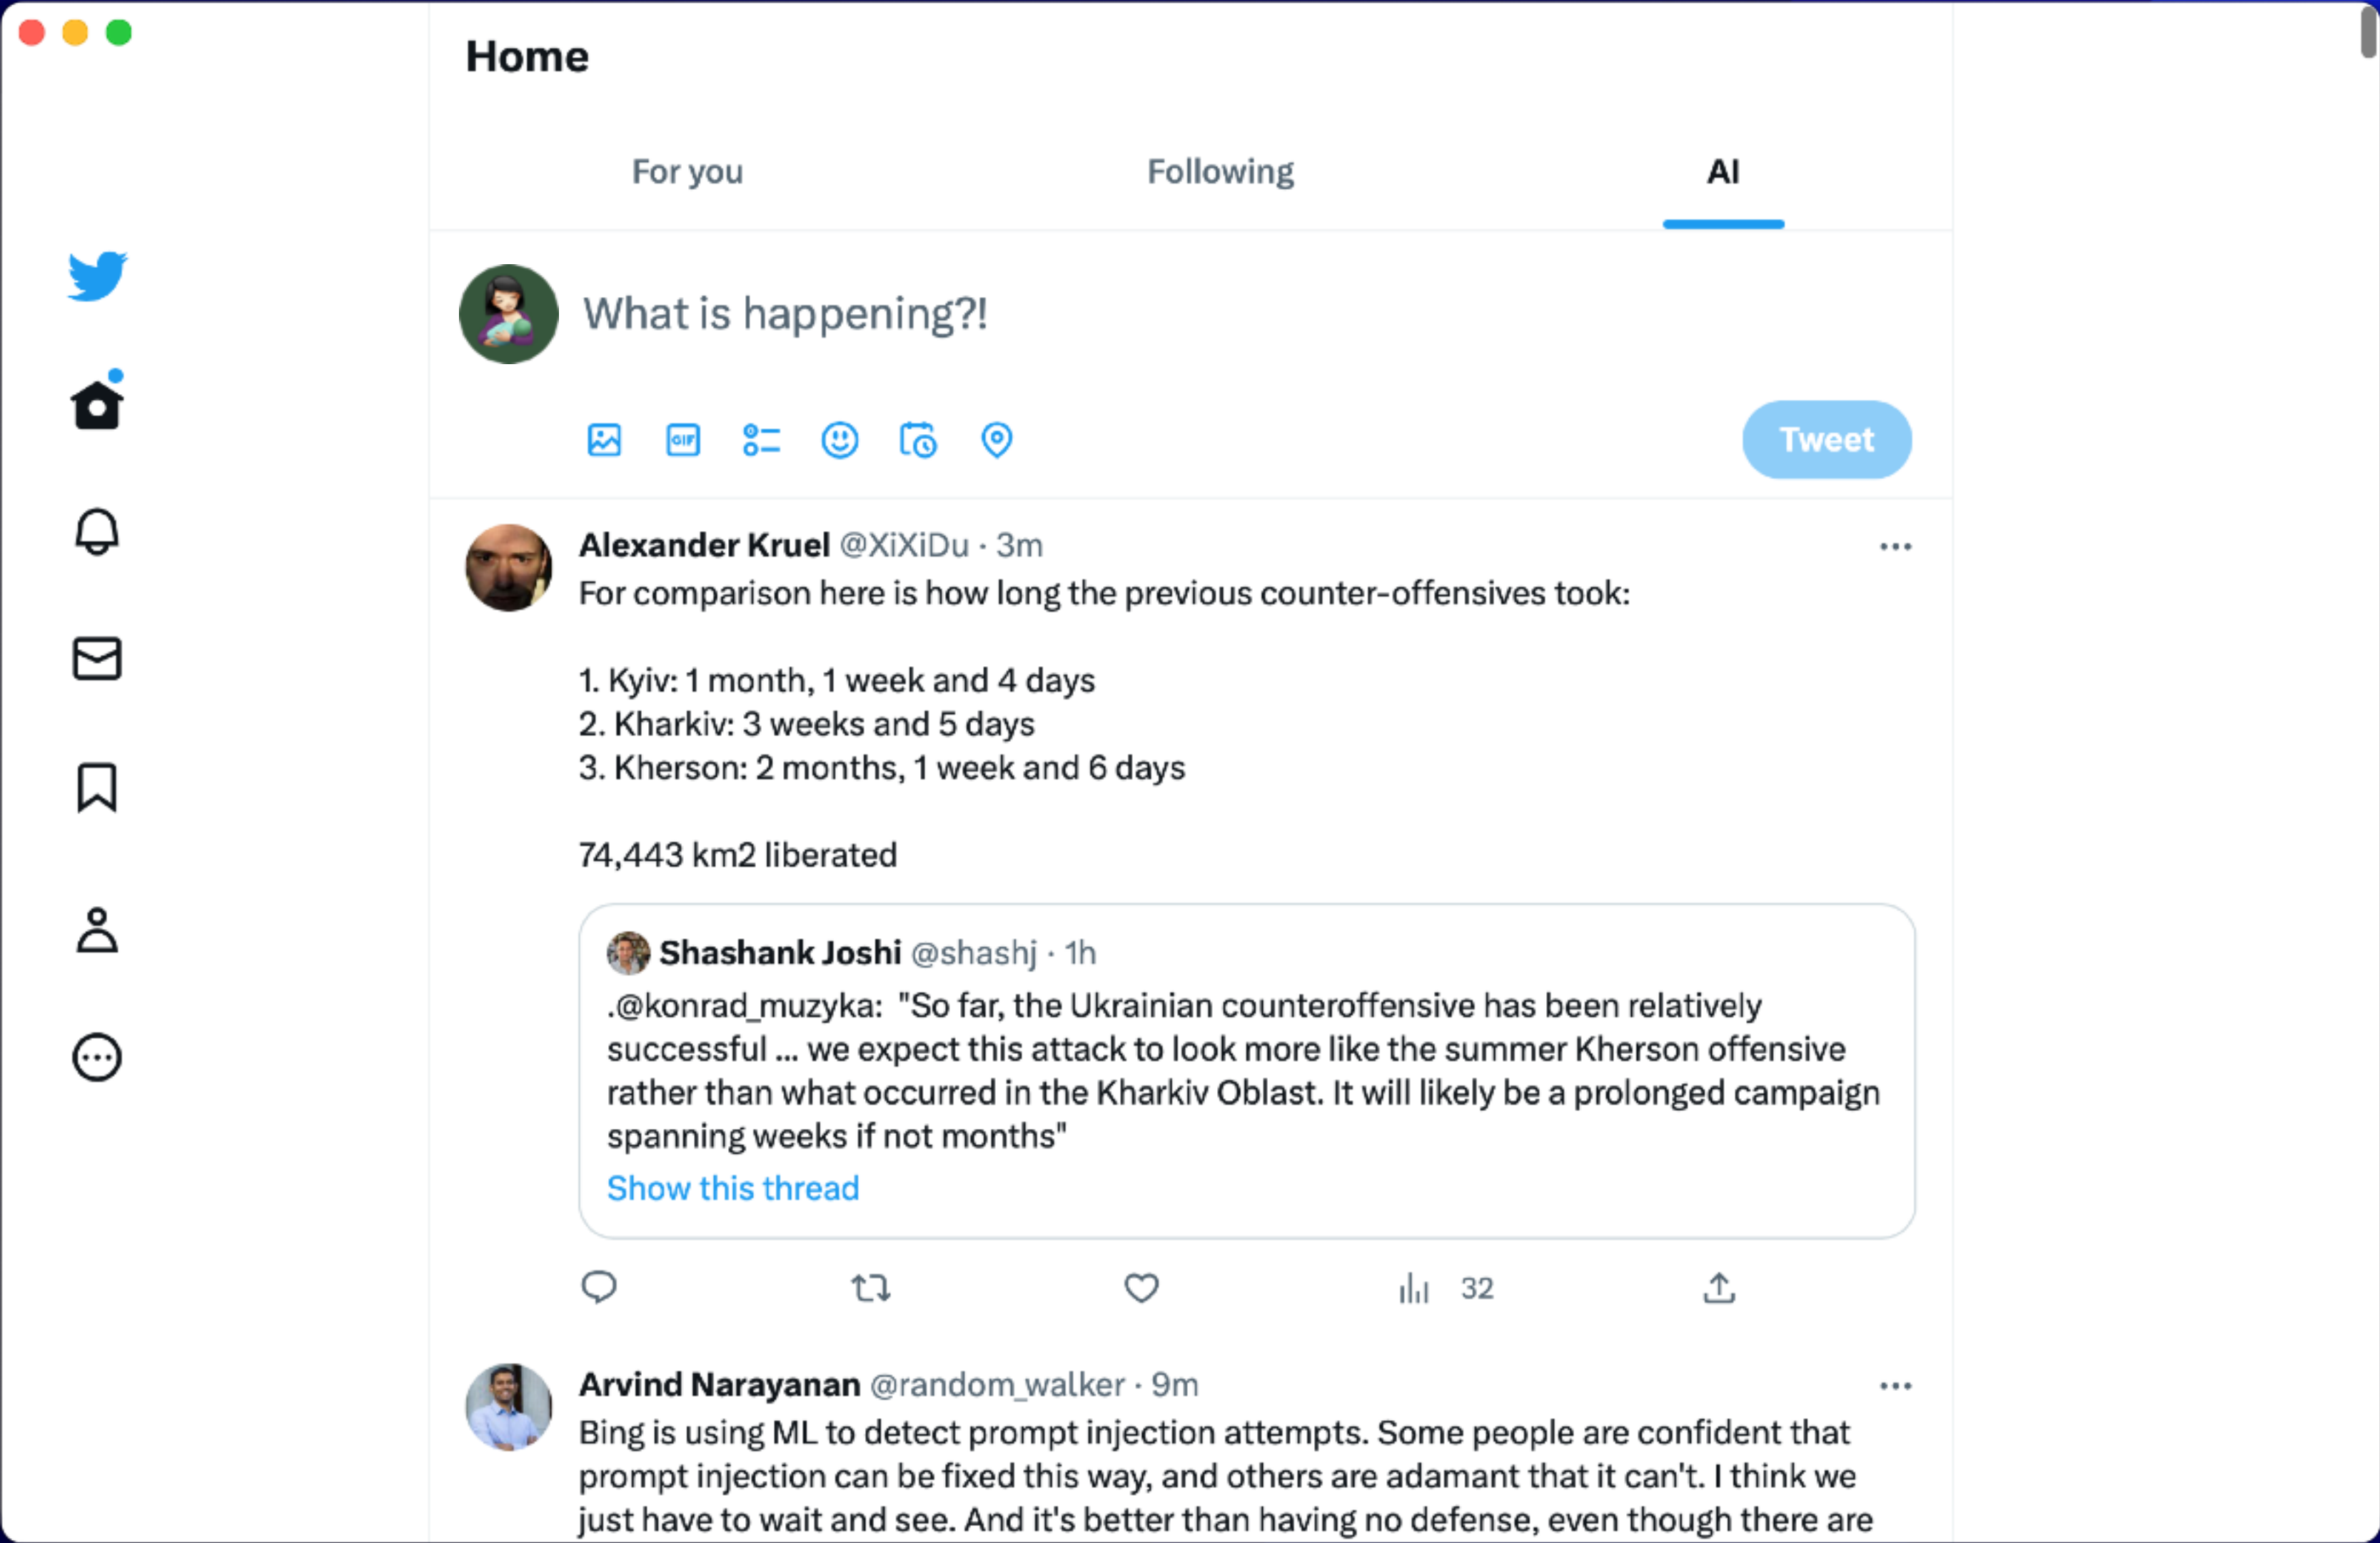 Home
For you
Following
AI
What is happening?!
GIF
Tweet
Alexander Kruel @XiXiDu · 3m
For comparison here is how long the previous counter-offensives took:
1. Kyiv: 1 month, 1 week and 4 days
2. Kharkiv: 3 weeks and 5 days
3. Kherson: 2 months, 1 week and 6 days
74,443 km2 liberated
Shashank Joshi @shashj · 1h
.@konrad_muzyka: "So far, the Ukrainian counteroffensive has been relatively
successful ... we expect this attack to look more like the summer Kherson offensive
rather than what occurred in the Kharkiv Oblast. It will likely be a prolonged campaign
spanning weeks if not months"
Show this thread
32
Arvind Narayanan @random_walker · 9m
Bing is using ML to detect prompt injection attempts. Some people are confident that
prompt injection can be fixed this way, and others are adamant that it can't. I think we
just have to wait and see. And it's better than having no defense, even though there are